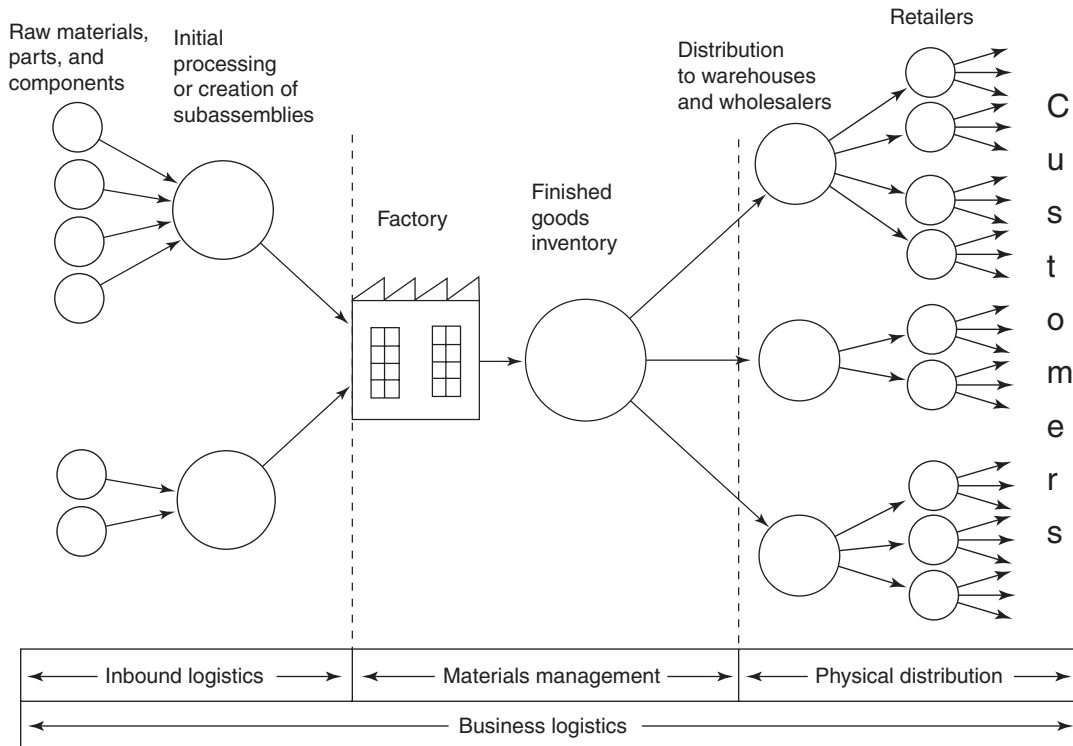 Raw materials,
parts, and
components
Initial
processing
or creation of
subassemblies
Factory
Finished
goods
inventory
Distribution
to warehouses
and wholesalers
Retailers
C
u
s
t
o
m
e
r
s
Inbound logistics
Materials management
Physical distribution
Business logistics